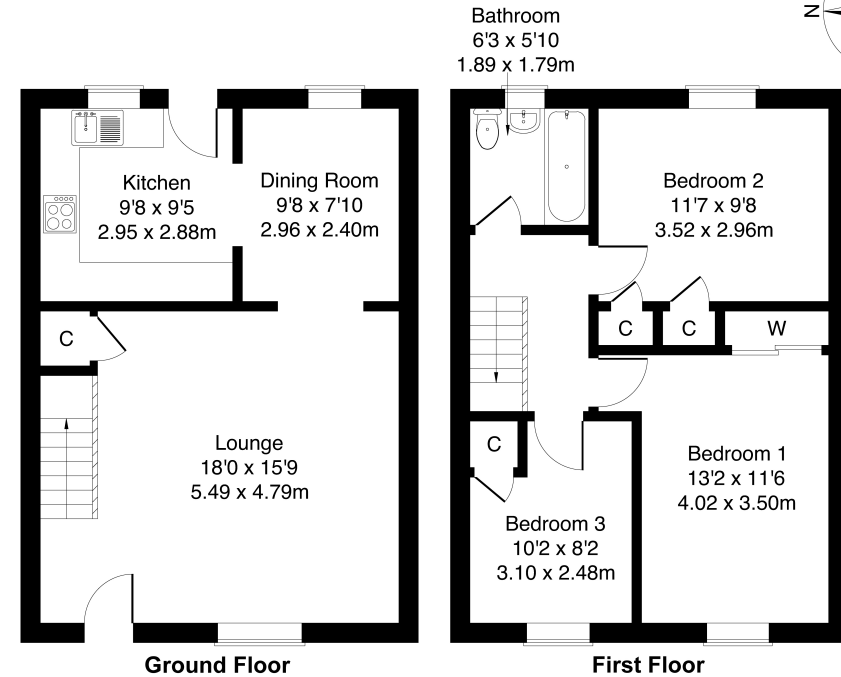 N
Bathroom
6'3 x 5'10
1.89 x 1.79m
Kitchen
9'8 x 9'5
2.95 x 2.88m
Dining Room
9'8 x 7'10
2.96 x 2.40m
Bedroom 2
11'7 x 9'8
3.52 x 2.96m
C
C
C
W
Lounge
18'0 x 15'9
5.49 x 4.79m
C
Bedroom 1
13'2 x 11'6
4.02 x 3.50m
Bedroom 3
10'2 x 8'2
3.10 x 2.48m
Ground Floor
First Floor